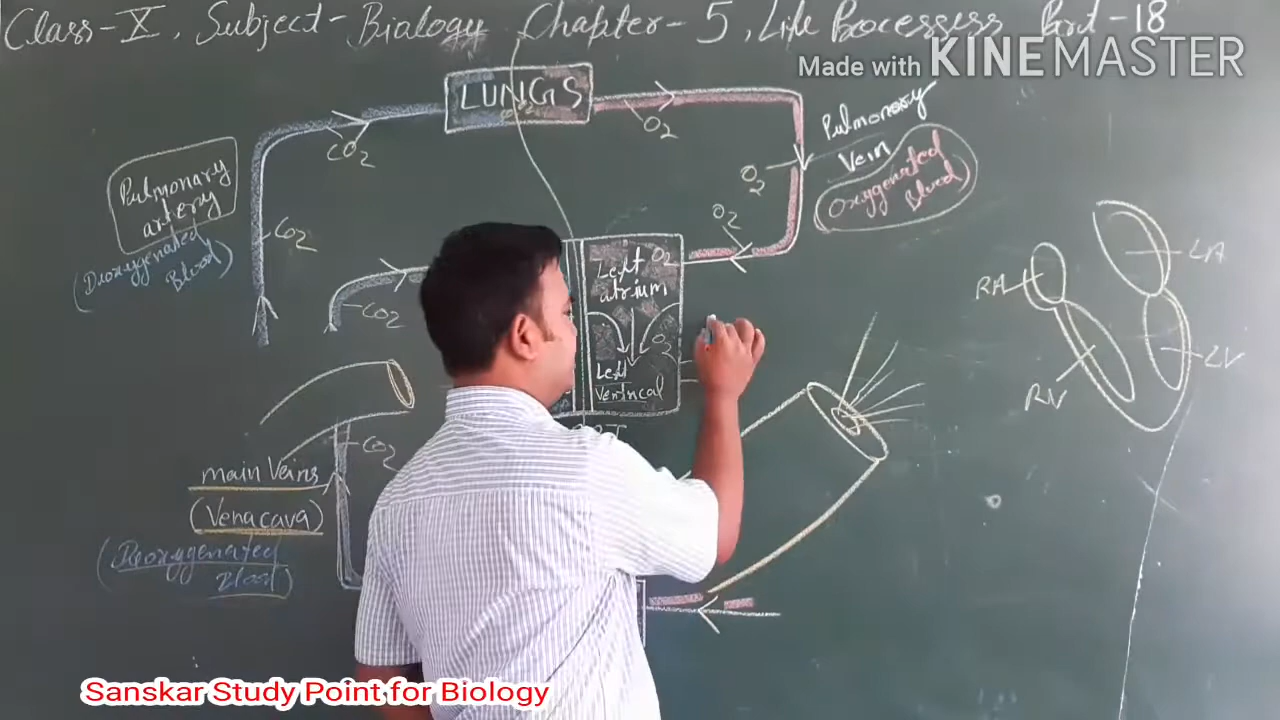 Class-X, Subject-Biology Chapter-5, Life Processess Part-18
Made with KINEMASTER
LUNGS
CO2
O2
Pulmonary
Vein
Oxygenated
Blood
O2
O2
Pulmonary
artery
(Deoxygenated
Blood)
CO2
CO2
Left O2
atrium
O2
Left
Ventrical
LA
RA
LV
RV
CO2
main Veins
(Venacava)
(Deoxygenated
Blood)
Sanskar Study Point for Biology